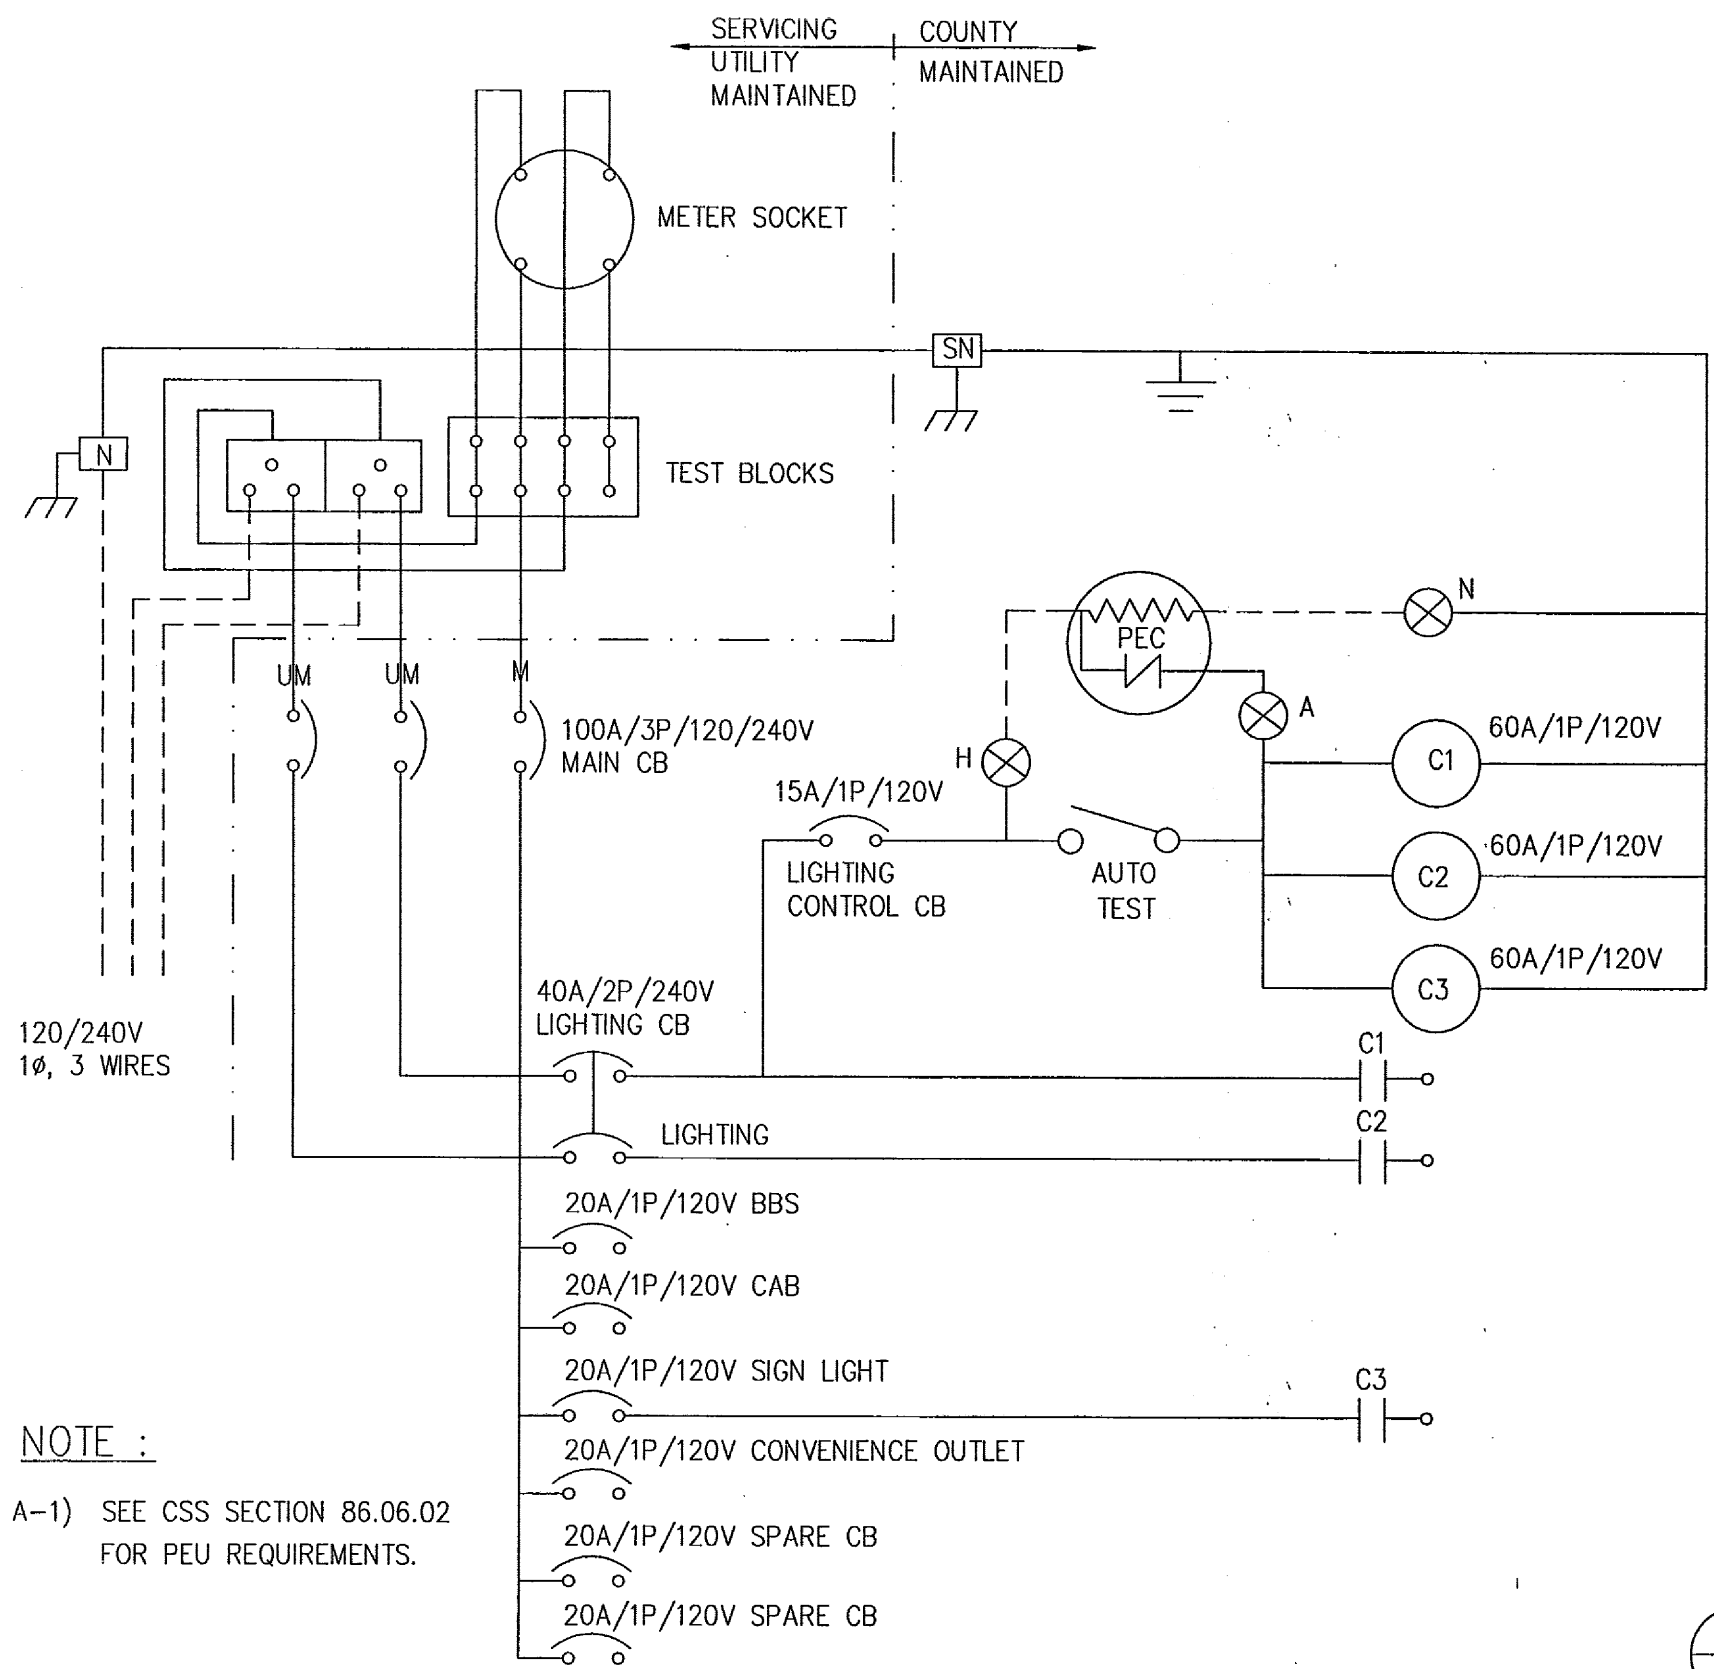 SERVICING
UTILITY
MAINTAINED
COUNTY
MAINTAINED
METER SOCKET
SN
N
TEST BLOCKS
N
PEC
UM
UM
M
A
100A/3P/120/240V
MAIN CB
60A/1P/120V
C1
H
15A/1P/120V
LIGHTING
CONTROL CB
AUTO
TEST
60A/1P/120V
C2
60A/1P/120V
C3
40A/2P/240V
LIGHTING CB
120/240V
1ø, 3 WIRES
C1
C2
LIGHTING
20A/1P/120V BBS
20A/1P/120V CAB
20A/1P/120V SIGN LIGHT
C3
20A/1P/120V CONVENIENCE OUTLET
20A/1P/120V SPARE CB
20A/1P/120V SPARE CB
NOTE :
A-1) SEE CSS SECTION 86.06.02
FOR PEU REQUIREMENTS.